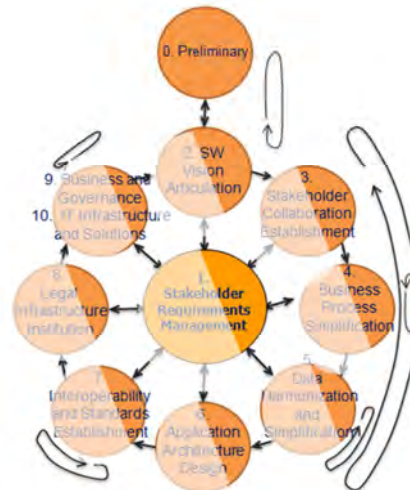 0. Preliminary
2. SW
Vision
Articulation
9. Business and
Governance
10. IT Infrastructure
and Solutions
3.
Stakeholder
Collaboration
Establishment
1.
Stakeholder
Requirements
Management
8.
Legal
Infrastructure
Institution
4.
Business
Process
Simplification
7.
Interoperability
and Standards
Establishment
5.
Data
Harmonization
and
Simplification
6.
Application
Architecture
Design